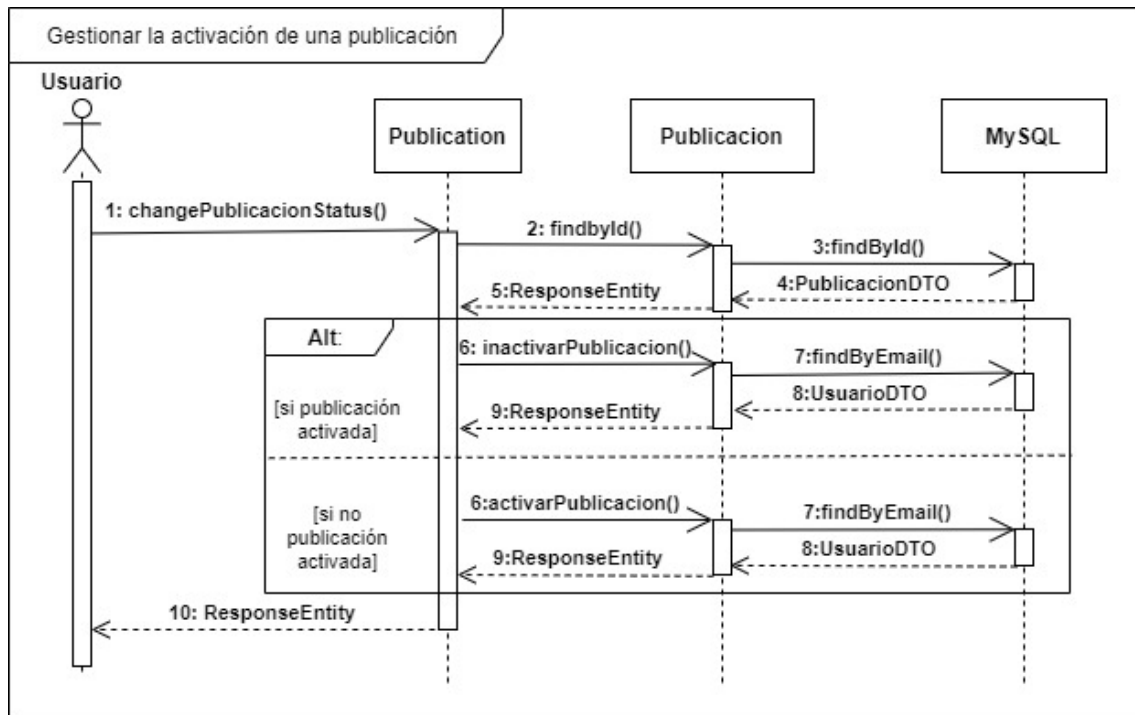 Gestionar la activación de una publicación
Usuario
Publication
Publicacion
MySQL
1: changePublicacionStatus()
2: findbyId()
3:findById()
4:PublicacionDTO
5:ResponseEntity
Alt:
6: inactivarPublicacion()
7:findByEmail()
[si publicación
activada]
8:UsuarioDTO
9:ResponseEntity
6:activarPublicacion()
7:findByEmail()
[si no
publicación
activada]
8:UsuarioDTO
9:ResponseEntity
10: ResponseEntity